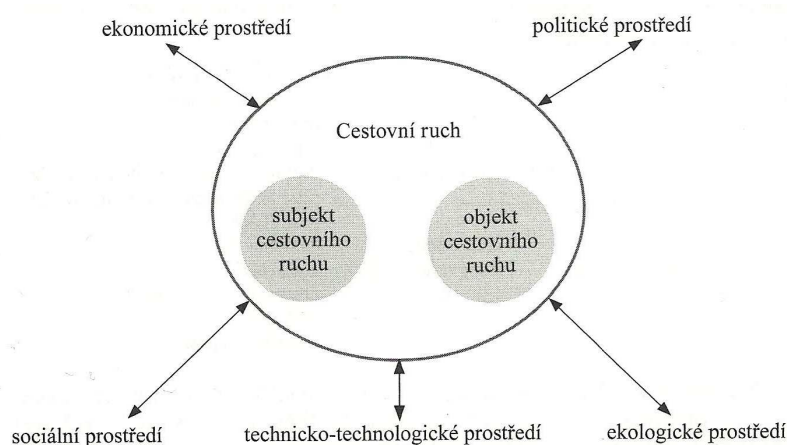 ekonomické prostředí
politické prostředí
Cestovní ruch
subjekt
cestovního
ruchu
objekt
cestovního
ruchu
sociální prostředí
technicko-technologické prostředí
ekologické prostředí